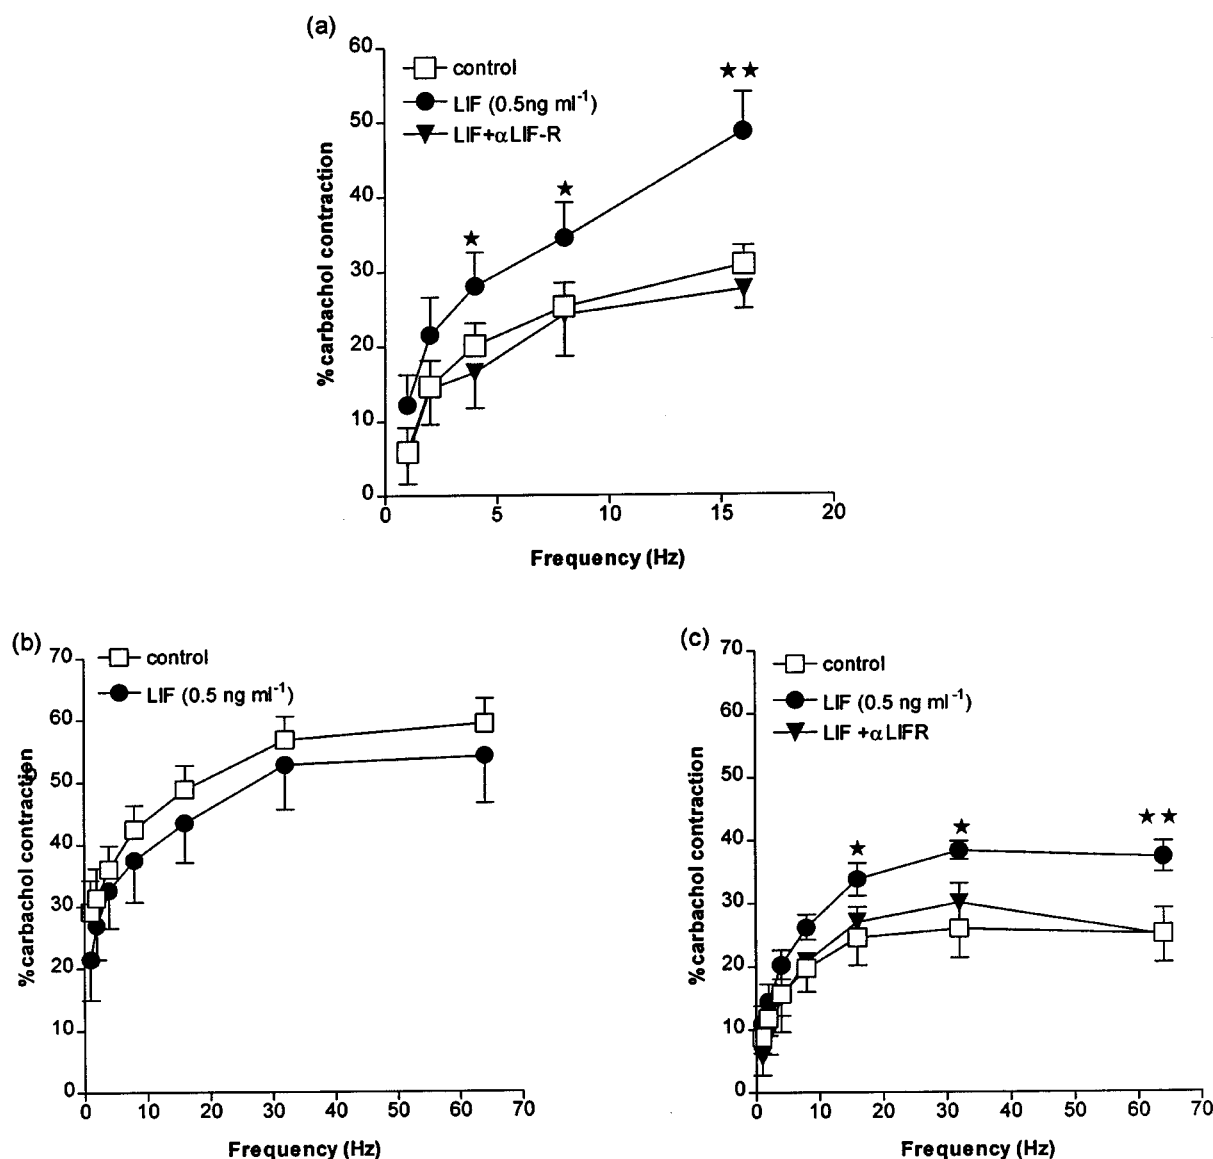 (a)
60
50
40
30
20
10
0
% carbachol contraction
control
LIF (0.5ng ml⁻¹)
LIF+αLIF-R
★ ★ ★★
0 5 10 15 20
Frequency (Hz)
(b)
70
60
50
40
30
20
10
0
% carbachol contraction
control
LIF (0.5 ng ml⁻¹)
0 10 20 30 40 50 60 70
Frequency (Hz)
(c)
70
60
50
40
30
20
10
0
% carbachol contraction
control
LIF (0.5 ng ml⁻¹)
LIF +αLIFR
★ ★ ★★
0 10 20 30 40 50 60 70
Frequency (Hz)